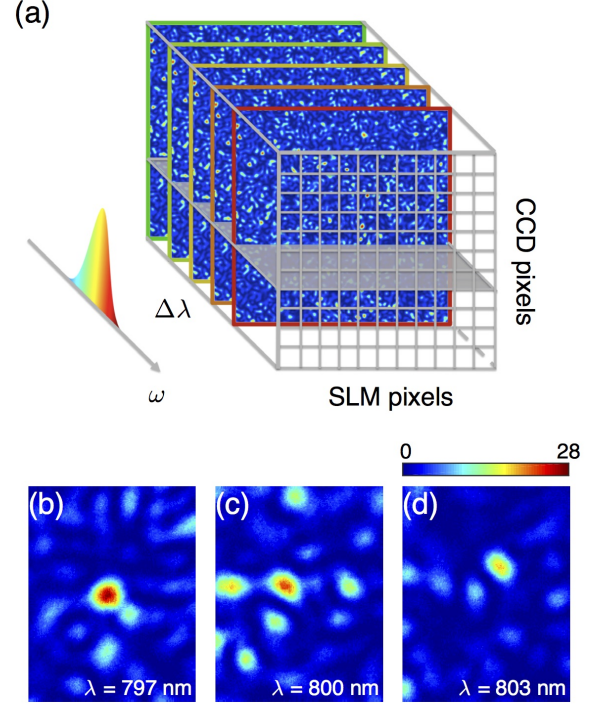 (a)
CCD pixels
Δλ
ω
SLM pixels
0 28
(b) (c) (d)
λ = 797 nm λ = 800 nm λ = 803 nm